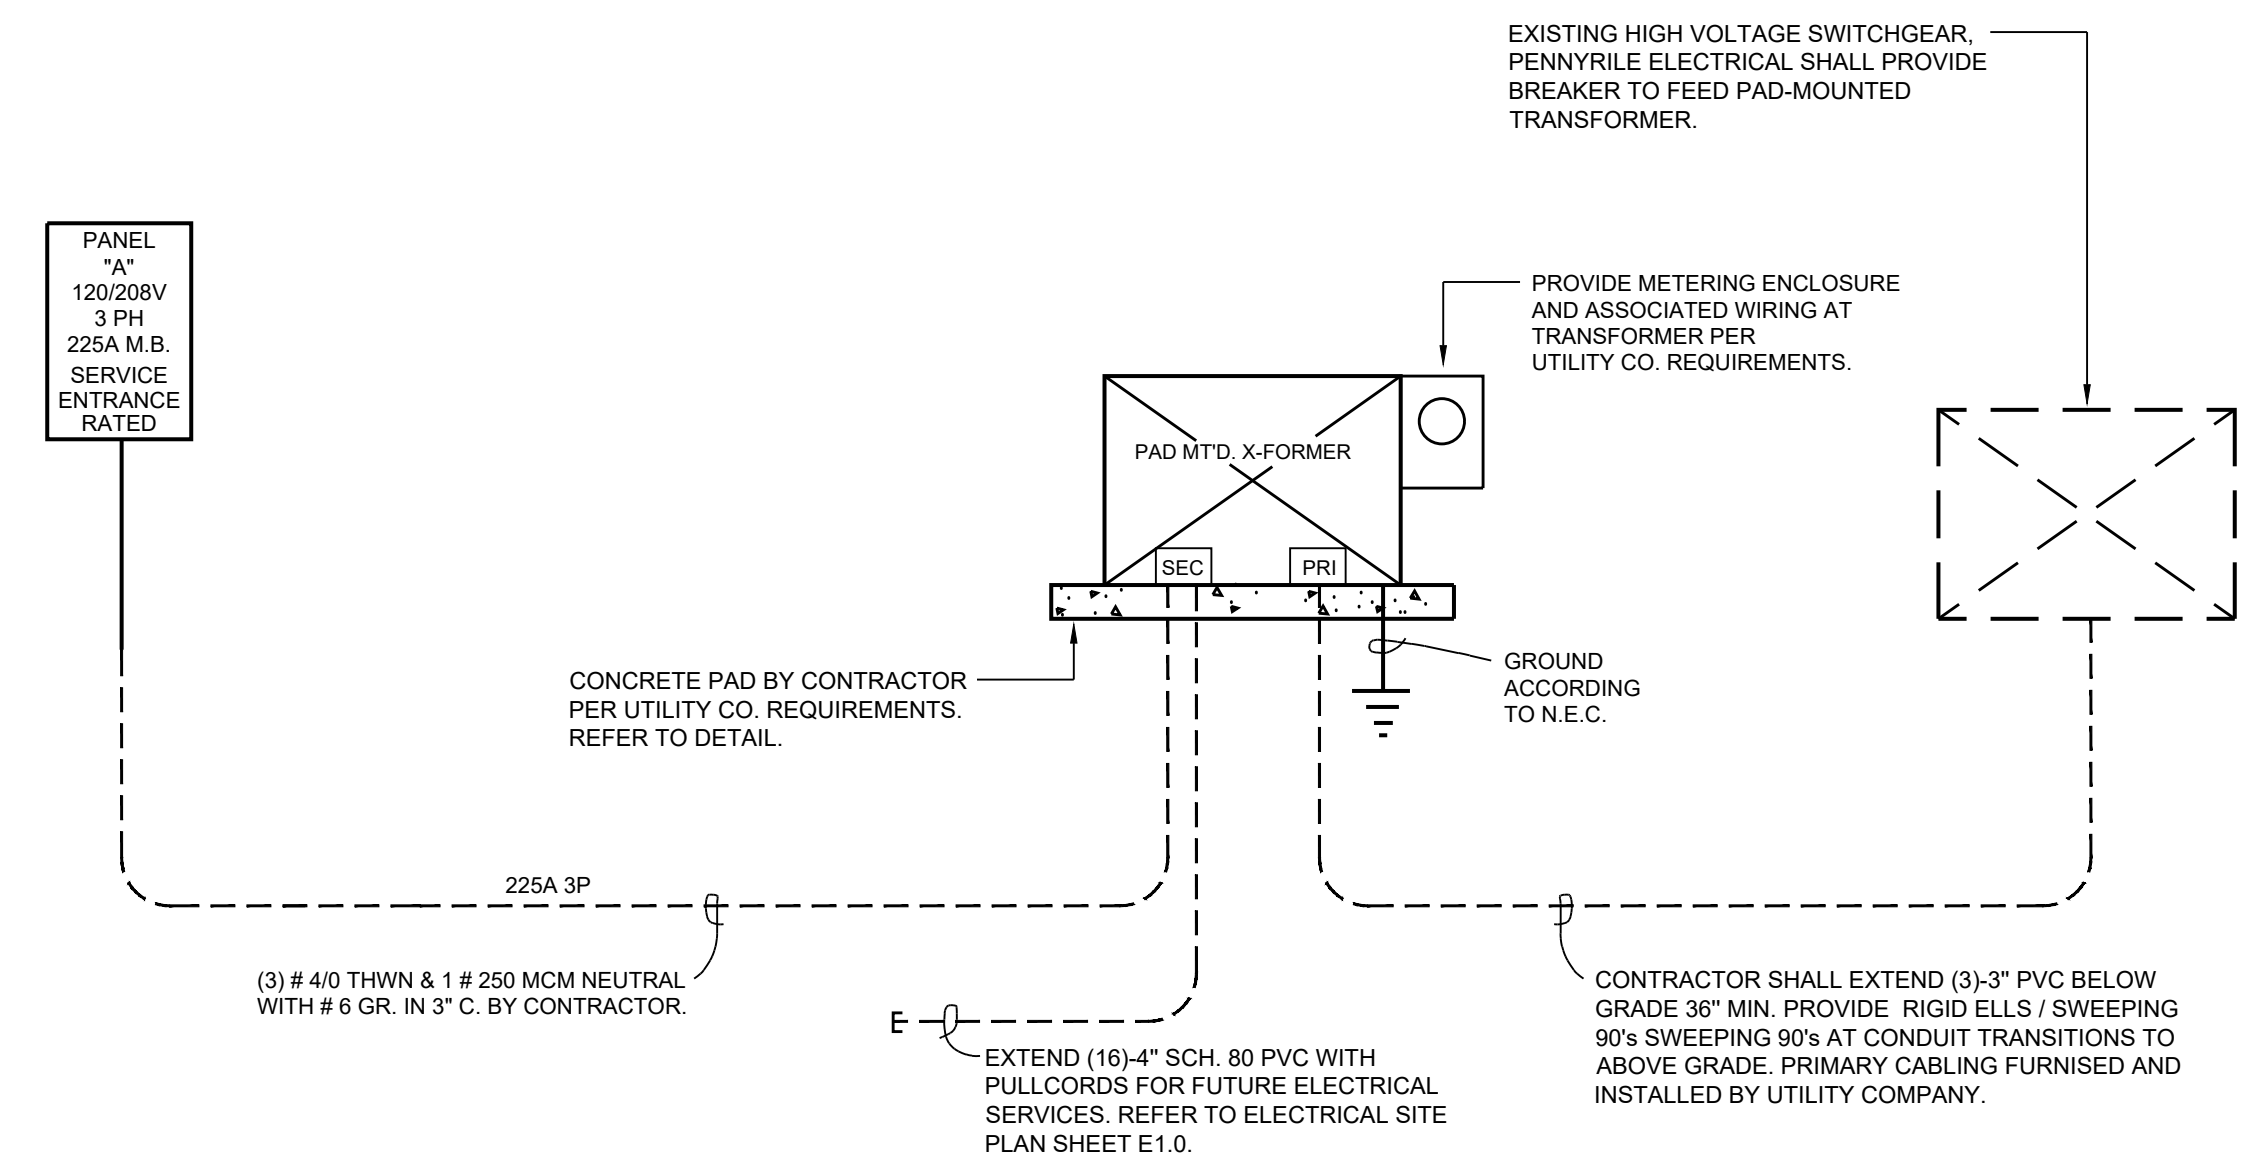 EXISTING HIGH VOLTAGE SWITCHGEAR,
PENNYRILE ELECTRICAL SHALL PROVIDE
BREAKER TO FEED PAD-MOUNTED
TRANSFORMER.
PANEL
"A"
120/208V
3 PH
225A M.B.
SERVICE
ENTRANCE
RATED
PROVIDE METERING ENCLOSURE
AND ASSOCIATED WIRING AT
TRANSFORMER PER
UTILITY CO. REQUIREMENTS.
PAD MT'D. X-FORMER
SEC
PRI
CONCRETE PAD BY CONTRACTOR
PER UTILITY CO. REQUIREMENTS.
REFER TO DETAIL.
GROUND
ACCORDING
TO N.E.C.
225A 3P
(3) # 4/0 THWN & 1 # 250 MCM NEUTRAL
WITH # 6 GR. IN 3" C. BY CONTRACTOR.
E
EXTEND (16)-4" SCH. 80 PVC WITH
PULLCORDS FOR FUTURE ELECTRICAL
SERVICES. REFER TO ELECTRICAL SITE
PLAN SHEET E1.0.
CONTRACTOR SHALL EXTEND (3)-3" PVC BELOW
GRADE 36" MIN. PROVIDE  RIGID ELLS / SWEEPING
90's SWEEPING 90's AT CONDUIT TRANSITIONS TO
ABOVE GRADE. PRIMARY CABLING FURNISED AND
INSTALLED BY UTILITY COMPANY.